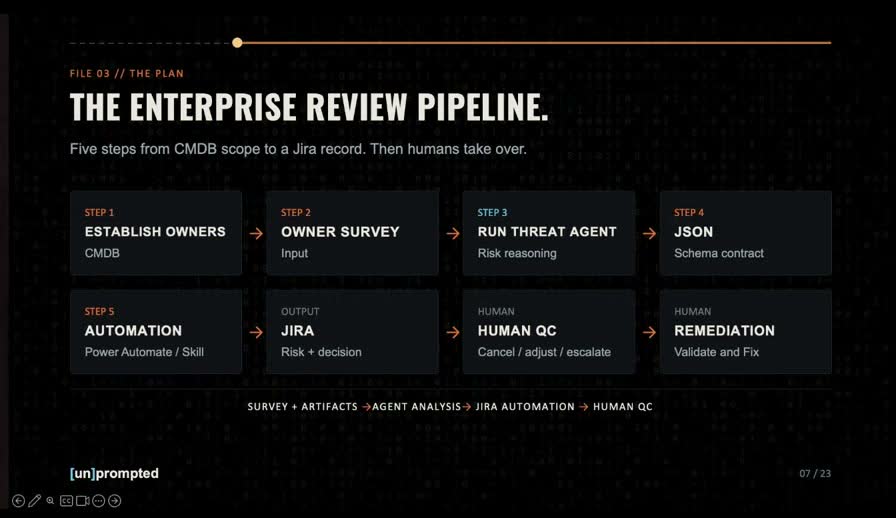 FILE 03 // THE PLAN
THE ENTERPRISE REVIEW PIPELINE.
Five steps from CMDB scope to a Jira record. Then humans take over.
STEP 1
ESTABLISH OWNERS
CMDB
→
STEP 2
OWNER SURVEY
Input
→
STEP 3
RUN THREAT AGENT
Risk reasoning
→
STEP 4
JSON
Schema contract
STEP 5
AUTOMATION
Power Automate / Skill
→
OUTPUT
JIRA
Risk + decision
→
HUMAN
HUMAN QC
Cancel / adjust / escalate
→
HUMAN
REMEDIATION
Validate and Fix
SURVEY + ARTIFACTS →AGENT ANALYSIS→ JIRA AUTOMATION → HUMAN QC
[un]prompted
07 / 23
CC